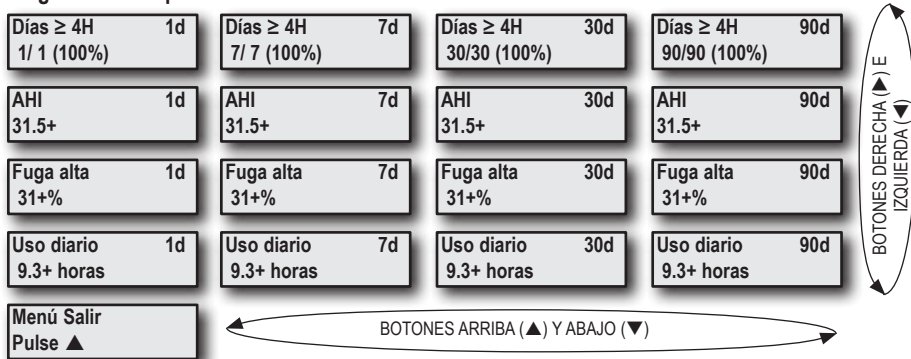 Días ≥ 4H 1d
1/ 1 (100%)
Días ≥ 4H 7d
7/ 7 (100%)
Días ≥ 4H 30d
30/30 (100%)
Días ≥ 4H 90d
90/90 (100%)
AHI 1d
31.5+
AHI 7d
31.5+
AHI 30d
31.5+
AHI 90d
31.5+
Fuga alta 1d
31+%
Fuga alta 7d
31+%
Fuga alta 30d
31+%
Fuga alta 90d
31+%
Uso diario 1d
9.3+ horas
Uso diario 7d
9.3+ horas
Uso diario 30d
9.3+ horas
Uso diario 90d
9.3+ horas
Menú Salir
Pulse ▲
BOTONES ARRIBA (▲) Y ABAJO (▼)
BOTONES DERECHA (▲) E
IZQUIERDA (▼)